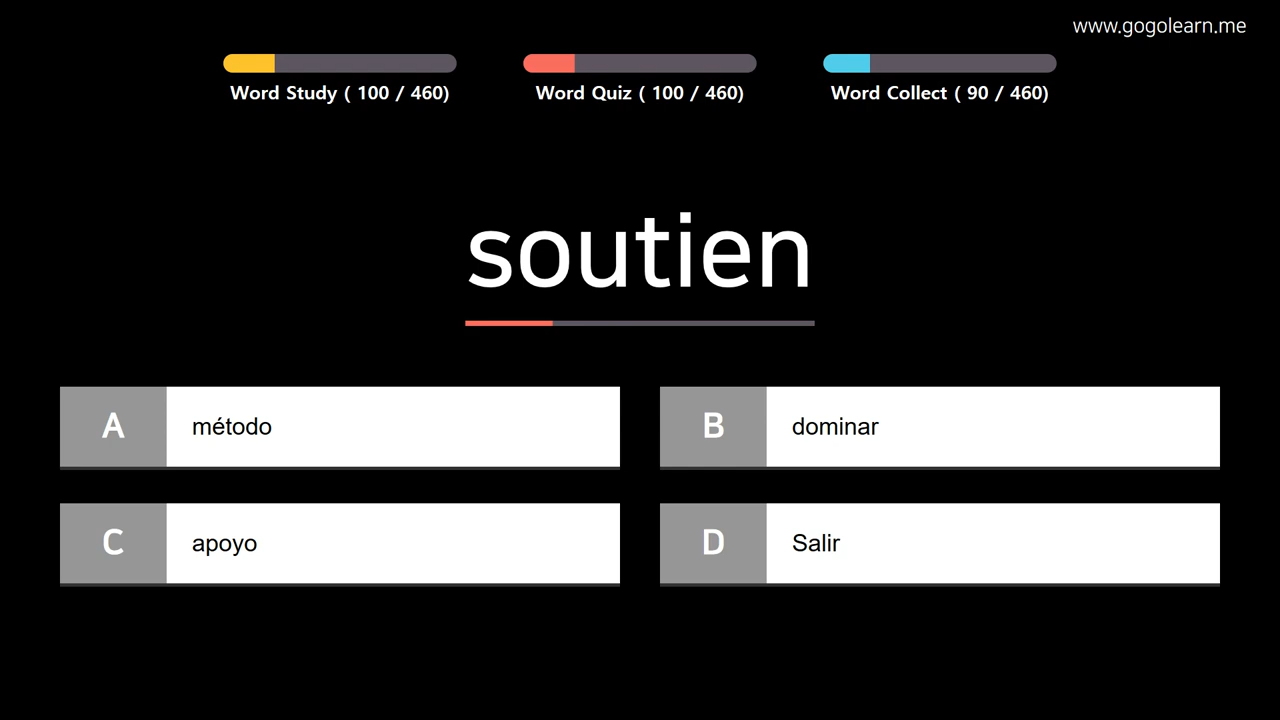 www.gogolearn.me
Word Study ( 100 / 460)
Word Quiz ( 100 / 460)
Word Collect ( 90 / 460)
soutien
A método
B dominar
C apoyo
D Salir